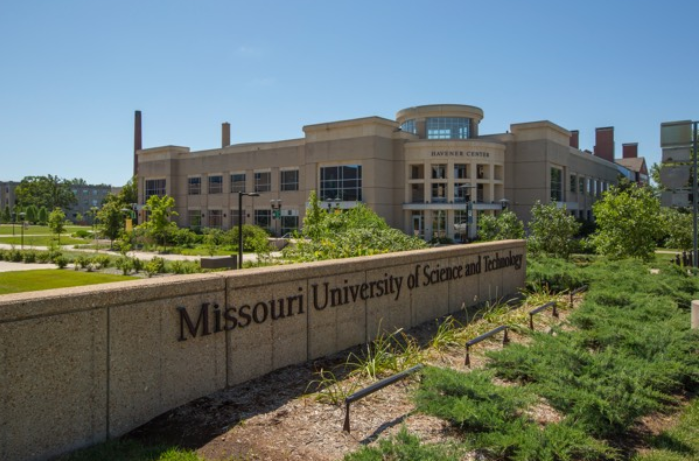 HAVENER CENTER
Missouri University of Science and Technology